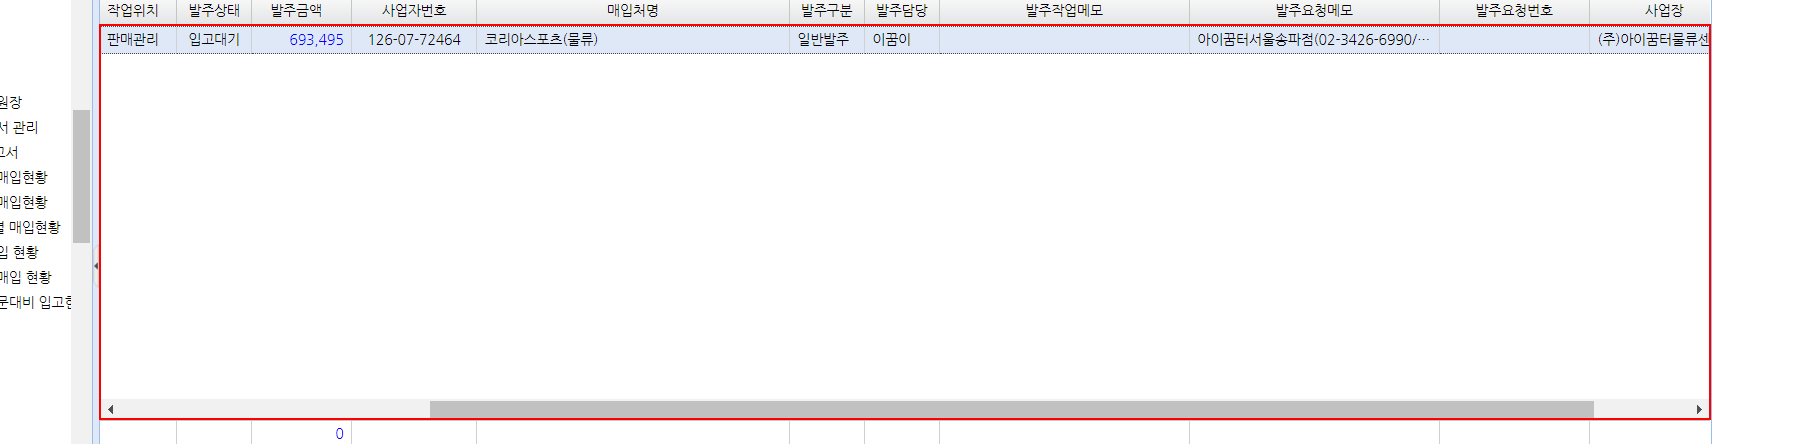 작업위치 발주상태 발주금액 사업자번호 매입처명 발주구분 발주담당 발주작업메모 발주요청메모 발주요청번호 사업장
판매관리 입고대기 693,495 126-07-72464 코리아스포츠(물류) 일반발주 이꿈이 아이꿈터서울송파점(02-3426-6990/… (주)아이꿈터물류센
원장
서 관리
고서
매입현황
매입현황
별 매입현황
입 현황
매입 현황
문대비 입고현
0